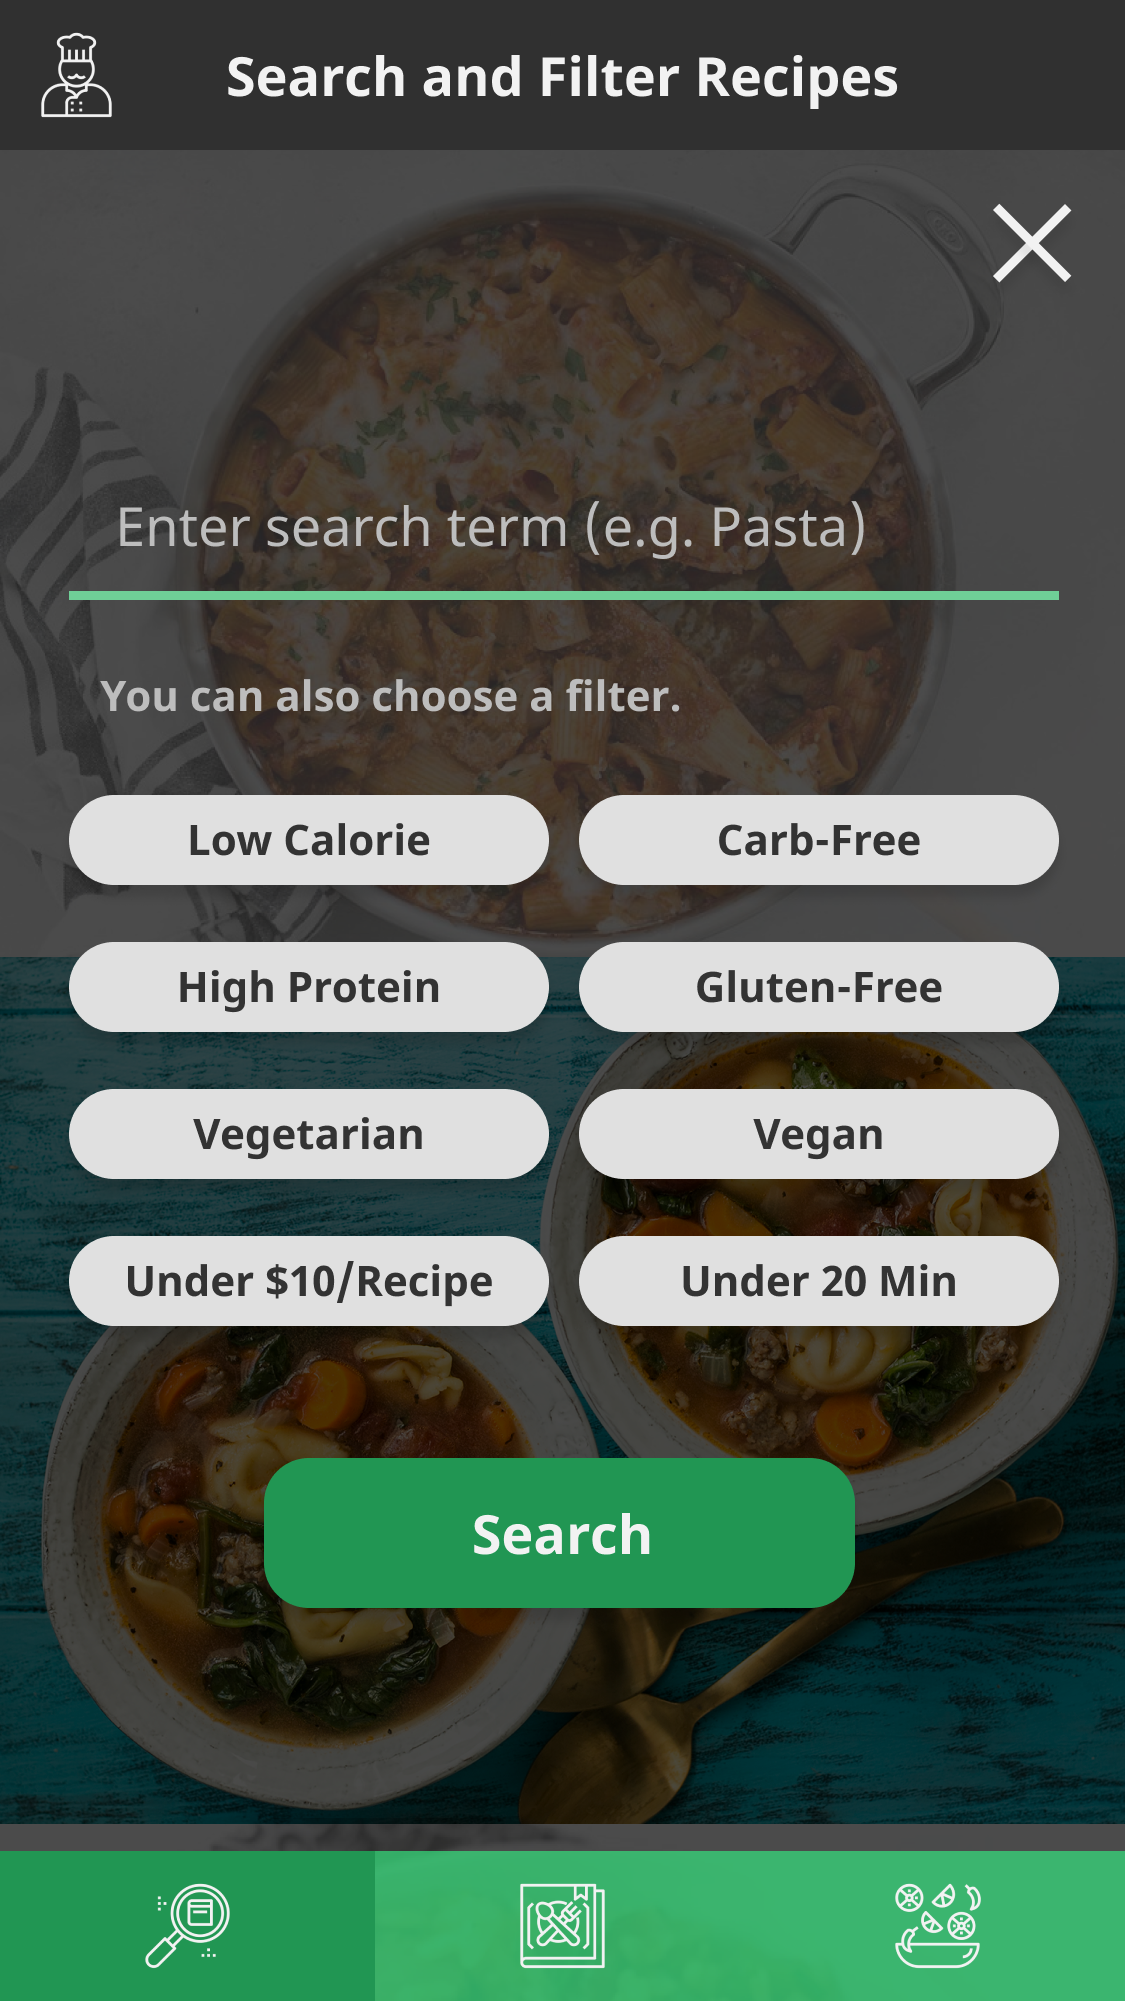 Search and Filter Recipes
Enter search term (e.g. Pasta)
You can also choose a filter.
Low Calorie
Carb-Free
High Protein
Gluten-Free
Vegetarian
Vegan
Under $10/Recipe
Under 20 Min
Search